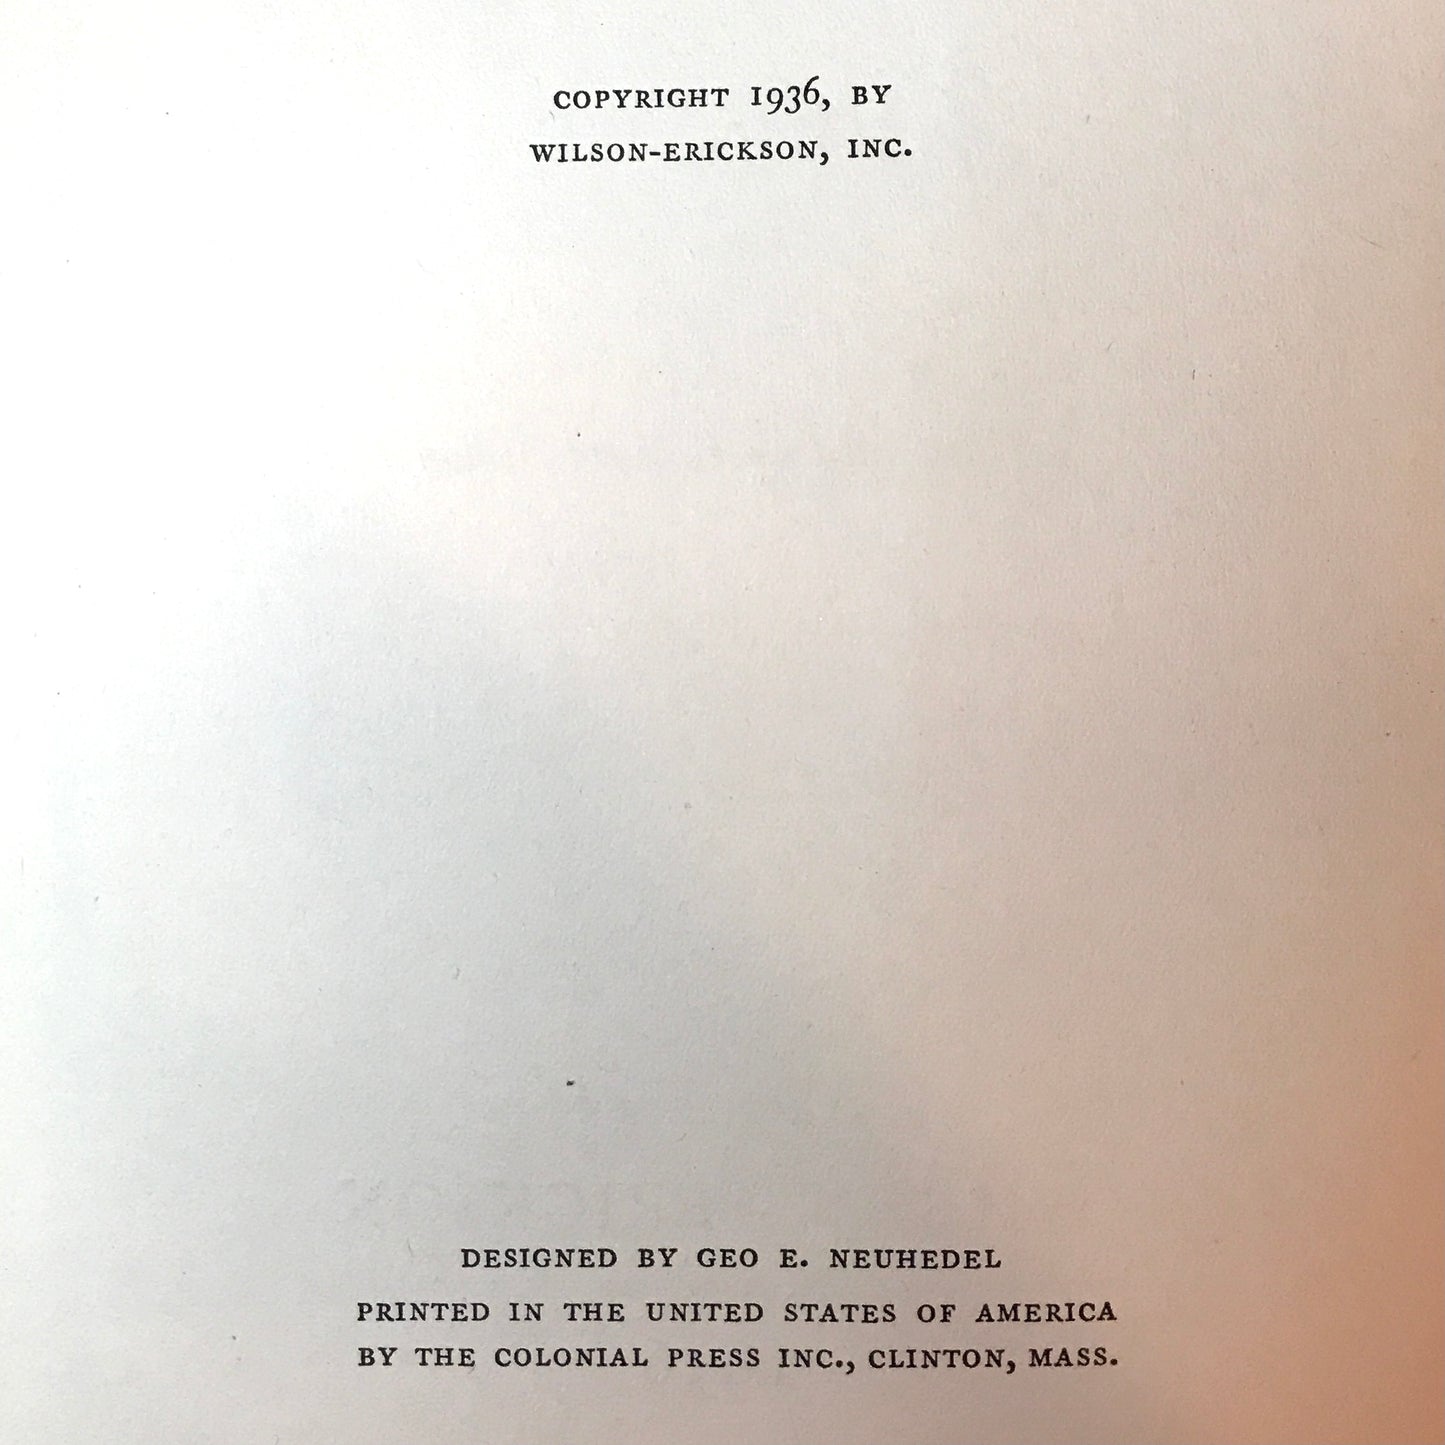 COPYRIGHT 1936, BY
WILSON-ERICKSON, INC.
DESIGNED BY GEO E. NEUHEDEL
PRINTED IN THE UNITED STATES OF AMERICA
BY THE COLONIAL PRESS INC., CLINTON, MASS.